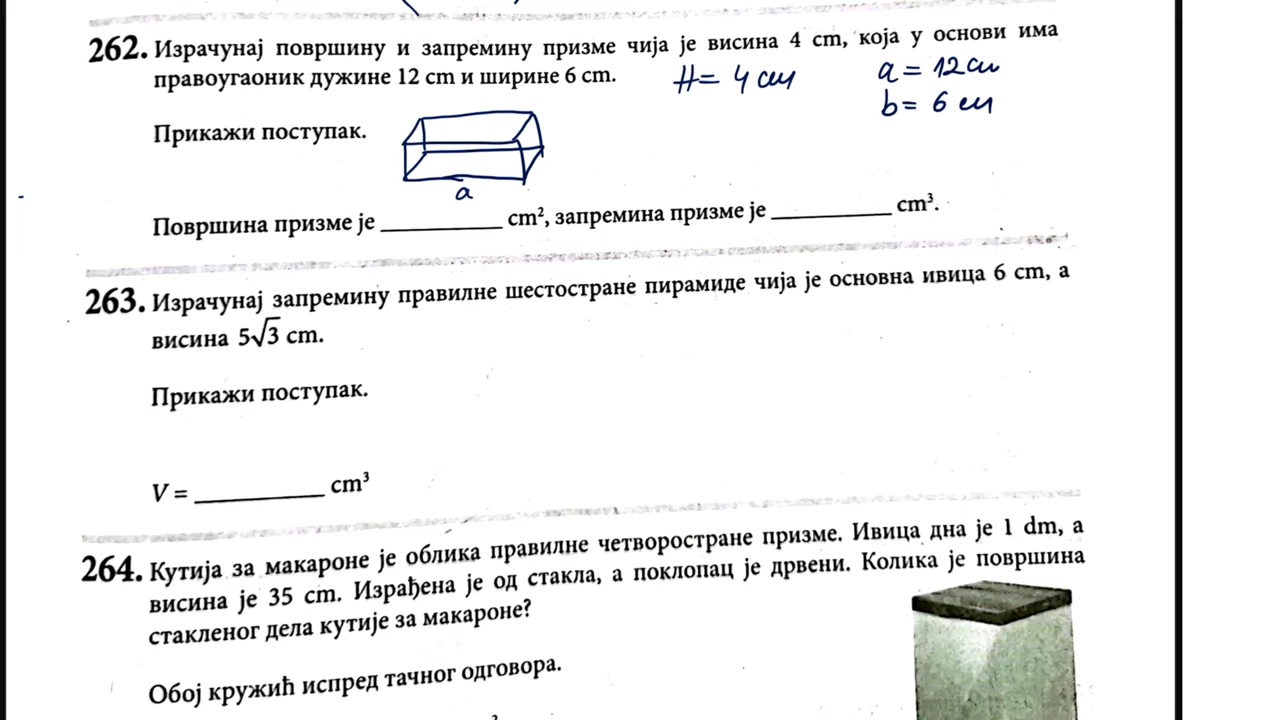 262. Израчунај површину и запремину призме чија је висина 4 cm, која у основи има
правоугаоник дужине 12 cm и ширине 6 cm.
H = 4 cm
a = 12 cm
b = 6 cm
Прикажи поступак.
a
Површина призме је __________ cm², запремина призме је __________ cm³.
263. Израчунај запремину правилне шестостране пирамиде чија је основна ивица 6 cm, а
висина 5√3 cm.
Прикажи поступак.
V = __________ cm³
264. Кутија за макароне је облика правилне четворостране призме. Ивица дна је 1 dm, а
висина је 35 cm. Израђена је од стакла, а поклопац је дрвени. Колика је површина
стакленог дела кутије за макароне?
Обој кружић испред тачног одговора.